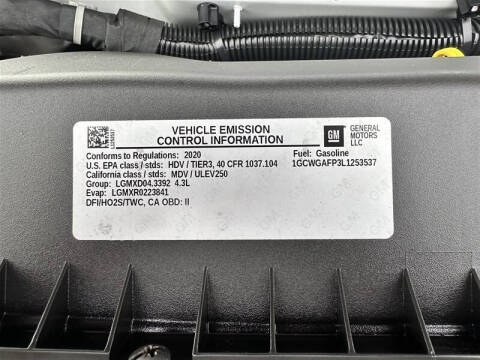 VEHICLE EMISSION
CONTROL INFORMATION
GM
GENERAL
MOTORS
LLC
Conforms to Regulations: 2020
Fuel: Gasoline
U.S. EPA class / stds: HDV / TIER3, 40 CFR 1037.104
1GCWGAFP3L1253537
California class / stds: MDV / ULEV250
Group: LGMXD04.3392 4.3L
Evap: LGMXR0223841
DFI/HO2S/TWC, CA OBD: II